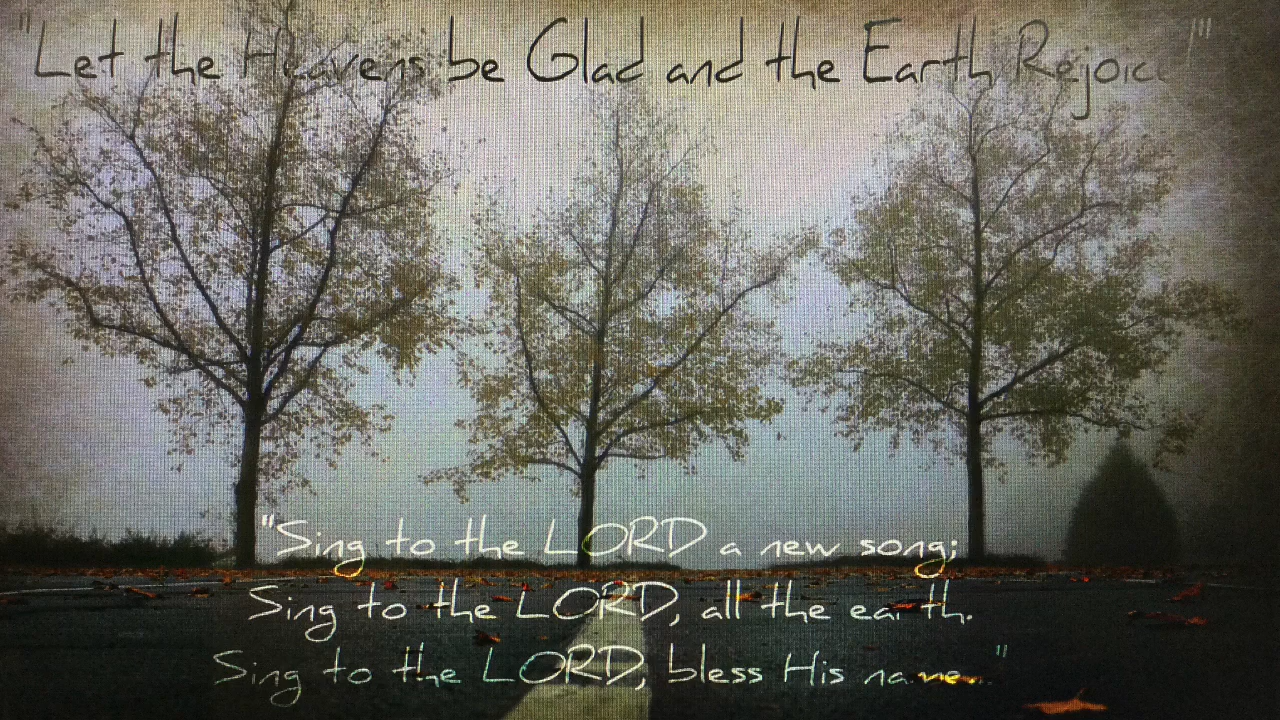 "Let the Heavens be Glad and the Earth Rejoice!"
"Sing to the LORD a new song;
Sing to the LORD, all the earth.
Sing to the LORD, bless His name."